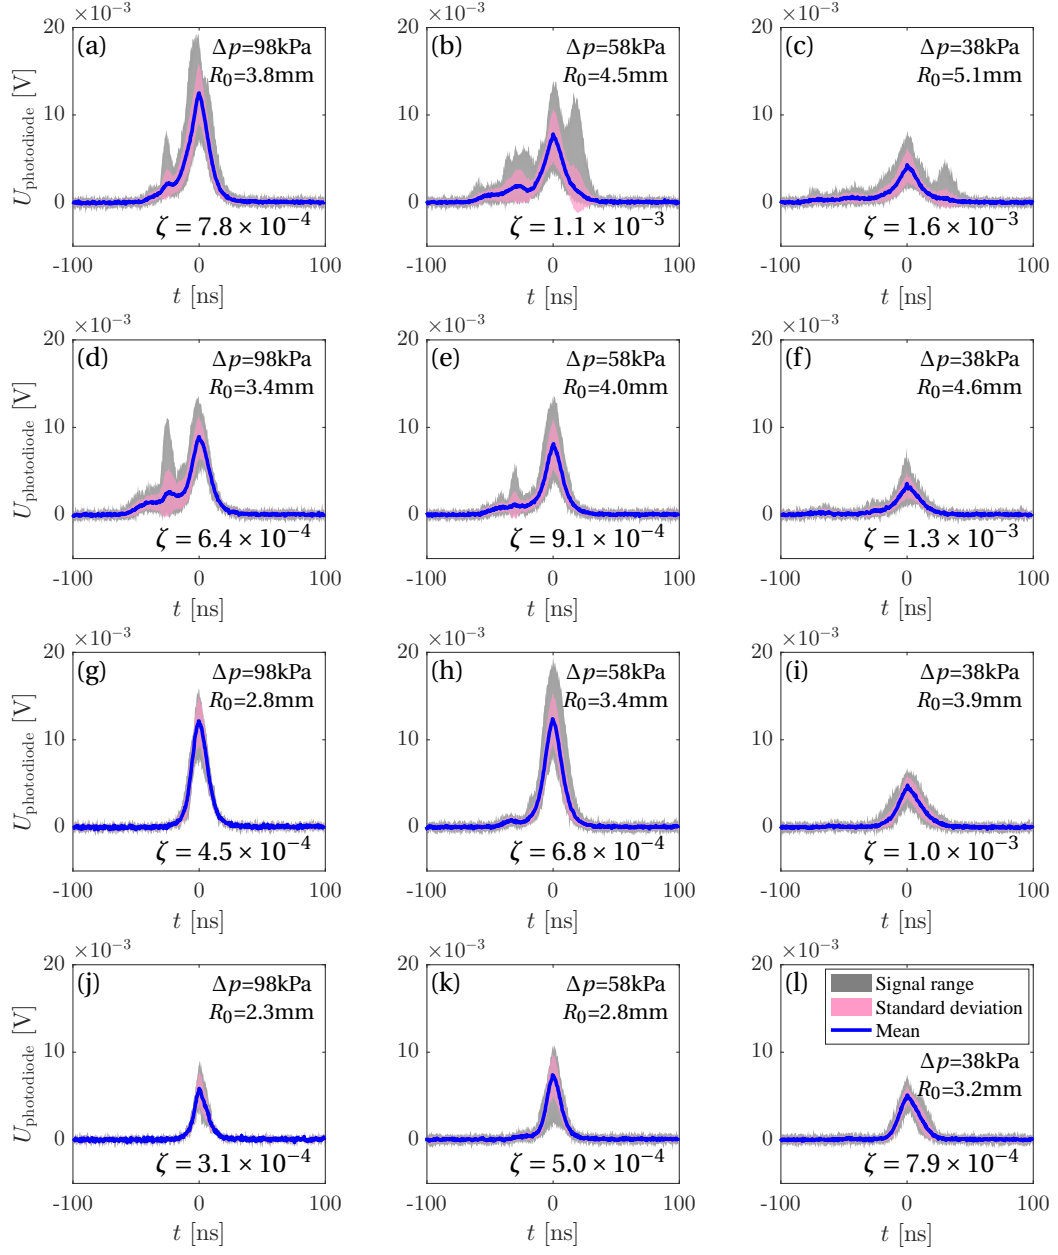 ×10⁻³ ×10⁻³ ×10⁻³
20 (a) Δp=98kPa 20 (b) Δp=58kPa 20 (c) Δp=38kPa
R₀=3.8mm R₀=4.5mm R₀=5.1mm
U_photodiode [V]
10 10 10
0 0 0
ζ = 7.8 × 10⁻⁴ ζ = 1.1 × 10⁻³ ζ = 1.6 × 10⁻³
-100 0 100 -100 0 100 -100 0 100
t [ns] t [ns] t [ns]
×10⁻³ ×10⁻³ ×10⁻³
20 (d) Δp=98kPa 20 (e) Δp=58kPa 20 (f) Δp=38kPa
R₀=3.4mm R₀=4.0mm R₀=4.6mm
U_photodiode [V]
10 10 10
0 0 0
ζ = 6.4 × 10⁻⁴ ζ = 9.1 × 10⁻⁴ ζ = 1.3 × 10⁻³
-100 0 100 -100 0 100 -100 0 100
t [ns] t [ns] t [ns]
×10⁻³ ×10⁻³ ×10⁻³
20 (g) Δp=98kPa 20 (h) Δp=58kPa 20 (i) Δp=38kPa
R₀=2.8mm R₀=3.4mm R₀=3.9mm
U_photodiode [V]
10 10 10
0 0 0
ζ = 4.5 × 10⁻⁴ ζ = 6.8 × 10⁻⁴ ζ = 1.0 × 10⁻³
-100 0 100 -100 0 100 -100 0 100
t [ns] t [ns] t [ns]
×10⁻³ ×10⁻³ ×10⁻³
20 (j) Δp=98kPa 20 (k) Δp=58kPa 20 (l) Signal range
R₀=2.3mm R₀=2.8mm Standard deviation
Mean
U_photodiode [V]
10 10 10 Δp=38kPa
R₀=3.2mm
0 0 0
ζ = 3.1 × 10⁻⁴ ζ = 5.0 × 10⁻⁴ ζ = 7.9 × 10⁻⁴
-100 0 100 -100 0 100 -100 0 100
t [ns] t [ns] t [ns]